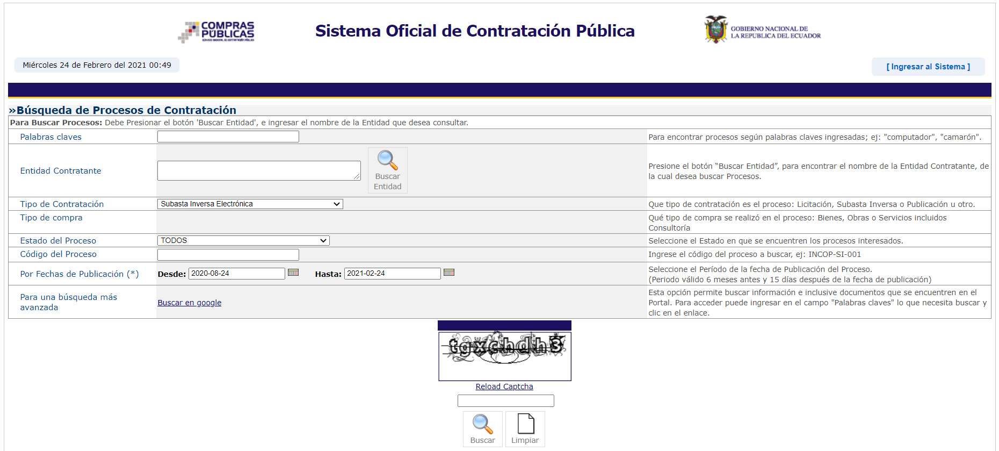 COMPRAS
PÚBLICAS
SERVICIO NACIONAL DE CONTRATACIÓN PÚBLICA
Sistema Oficial de Contratación Pública
GOBIERNO NACIONAL DE
LA REPUBLICA DEL ECUADOR
Miércoles 24 de Febrero del 2021 00:49
[ Ingresar al Sistema ]
»Búsqueda de Procesos de Contratación
Para Buscar Procesos: Debe Presionar el botón 'Buscar Entidad', e ingresar el nombre de la Entidad que desea consultar.
Palabras claves
Para encontrar procesos según palabras claves ingresadas; ej: "computador", "camarón".
Entidad Contratante
Buscar
Entidad
Presione el botón “Buscar Entidad”, para encontrar el nombre de la Entidad Contratante, de
la cual desea buscar Procesos.
Tipo de Contratación
Subasta Inversa Electrónica
Que tipo de contratación es el proceso: Licitación, Subasta Inversa o Publicación u otro.
Tipo de compra
Qué tipo de compra se realizó en el proceso: Bienes, Obras o Servicios incluidos
Consultoría
Estado del Proceso
TODOS
Seleccione el Estado en que se encuentren los procesos interesados.
Código del Proceso
Ingrese el código del proceso a buscar, ej: INCOP-SI-001
Por Fechas de Publicación (*)
Desde: 2020-08-24
Hasta: 2021-02-24
Seleccione el Período de la fecha de Publicación del Proceso.
(Periodo válido 6 meses antes y 15 días después de la fecha de publicación)
Para una búsqueda más
avanzada
Buscar en google
Esta opción permite buscar información e inclusive documentos que se encuentren en el
Portal. Para acceder puede ingresar en el campo "Palabras claves" lo que necesita buscar y
clic en el enlace.
tgxchdh3
Reload Captcha
Buscar
Limpiar